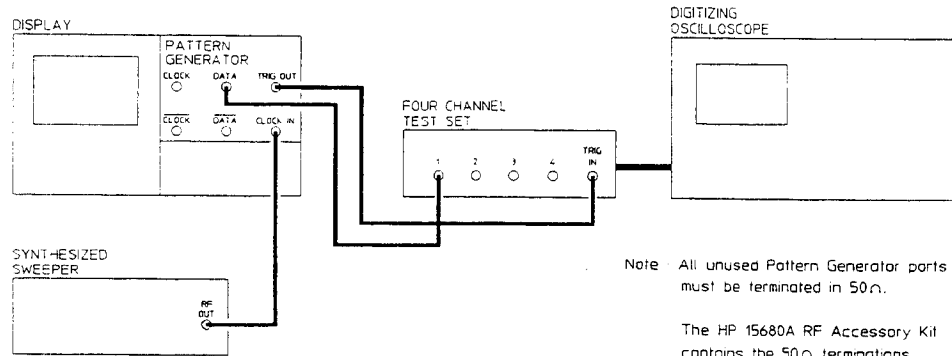 DISPLAY
PATTERN
GENERATOR
CLOCK DATA TRIG OUT
CLOCK DATA CLOCK IN
DIGITIZING
OSCILLOSCOPE
FOUR CHANNEL
TEST SET
TRIG
IN
1 2 3 4
SYNTHESIZED
SWEEPER
RF
OUT
Note : All unused Pattern Generator ports
must be terminated in 50Ω.
The HP 15680A RF Accessory Kit
contains the 50Ω terminations